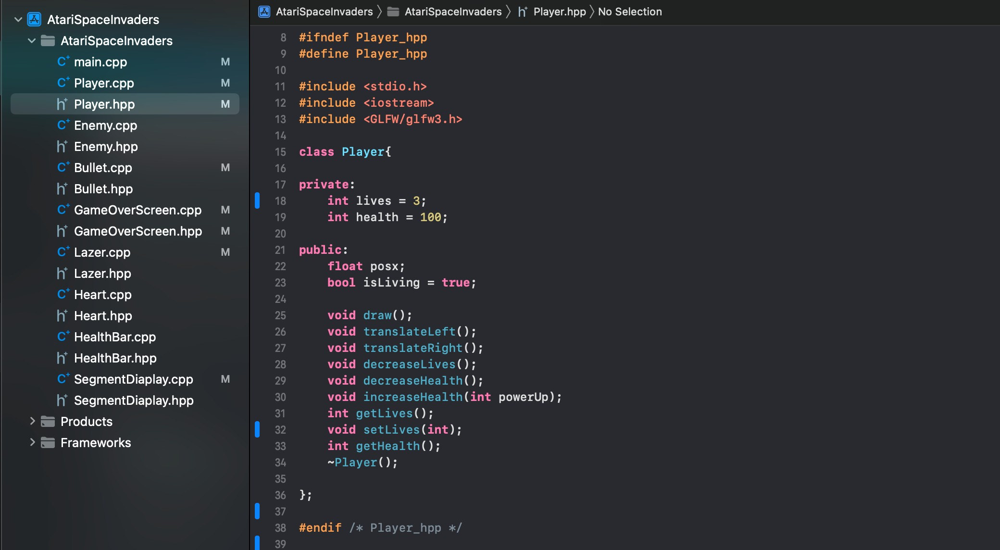 AtariSpaceInvaders
AtariSpaceInvaders
main.cpp M
Player.cpp M
Player.hpp M
Enemy.cpp
Enemy.hpp
Bullet.cpp M
Bullet.hpp
GameOverScreen.cpp M
GameOverScreen.hpp M
Lazer.cpp M
Lazer.hpp
Heart.cpp
Heart.hpp
HealthBar.cpp
HealthBar.hpp
SegmentDiaplay.cpp M
SegmentDiaplay.hpp
Products
Frameworks
AtariSpaceInvaders AtariSpaceInvaders Player.hpp No Selection
8 #ifndef Player_hpp
9 #define Player_hpp
10
11 #include <stdio.h>
12 #include <iostream>
13 #include <GLFW/glfw3.h>
14
15 class Player{
16
17 private:
18     int lives = 3;
19     int health = 100;
20
21 public:
22     float posx;
23     bool isLiving = true;
24
25     void draw();
26     void translateLeft();
27     void translateRight();
28     void decreaseLives();
29     void decreaseHealth();
30     void increaseHealth(int powerUp);
31     int getLives();
32     void setLives(int);
33     int getHealth();
34     ~Player();
35
36 };
37
38 #endif /* Player_hpp */
39